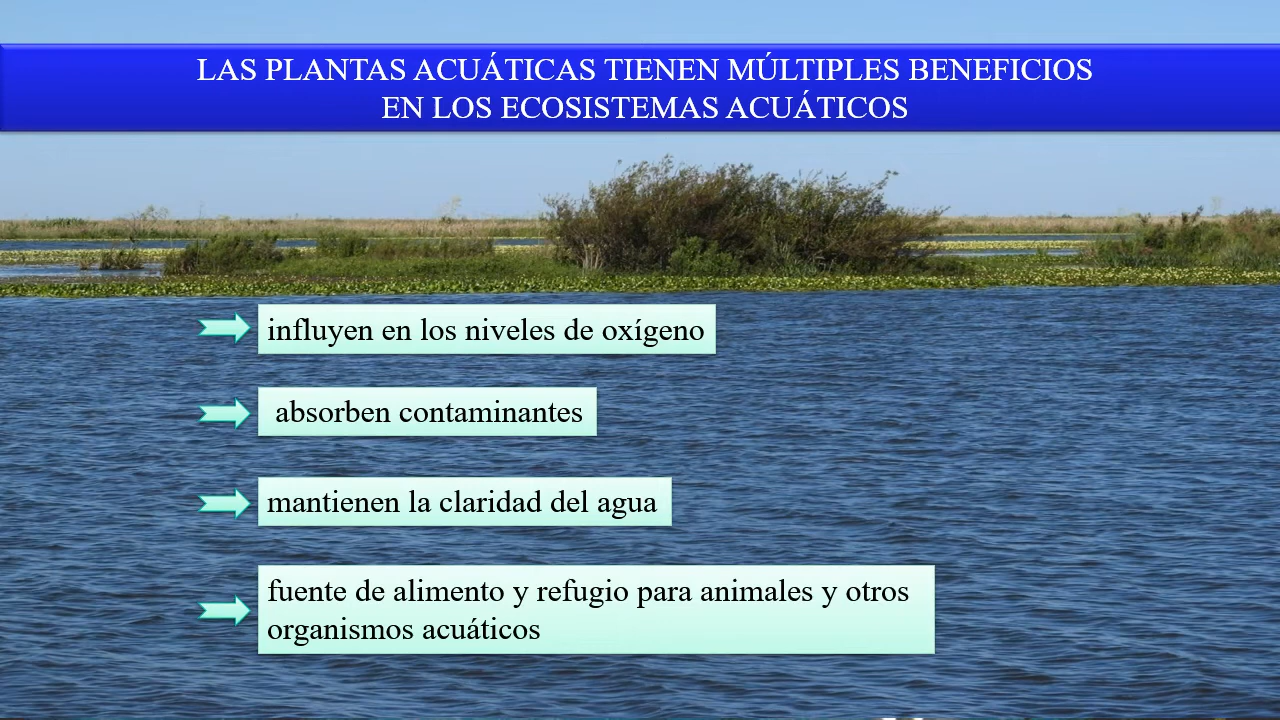 LAS PLANTAS ACUÁTICAS TIENEN MÚLTIPLES BENEFICIOS
EN LOS ECOSISTEMAS ACUÁTICOS
influyen en los niveles de oxígeno
absorben contaminantes
mantienen la claridad del agua
fuente de alimento y refugio para animales y otros
organismos acuáticos